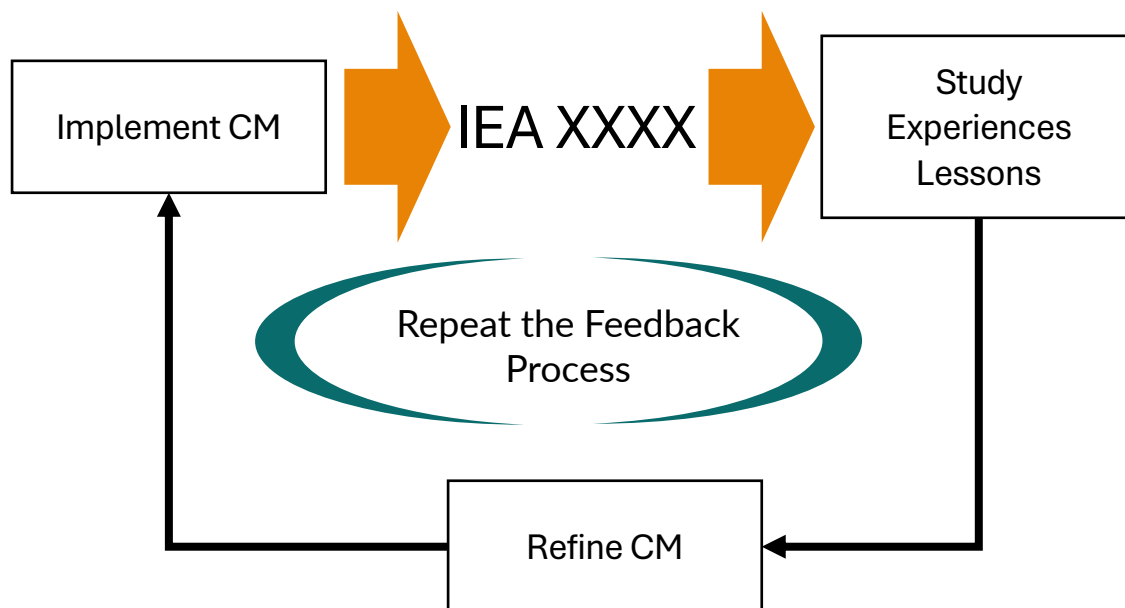 Implement CM
IEA XXXX
Study
Experiences
Lessons
Repeat the Feedback
Process
Refine CM